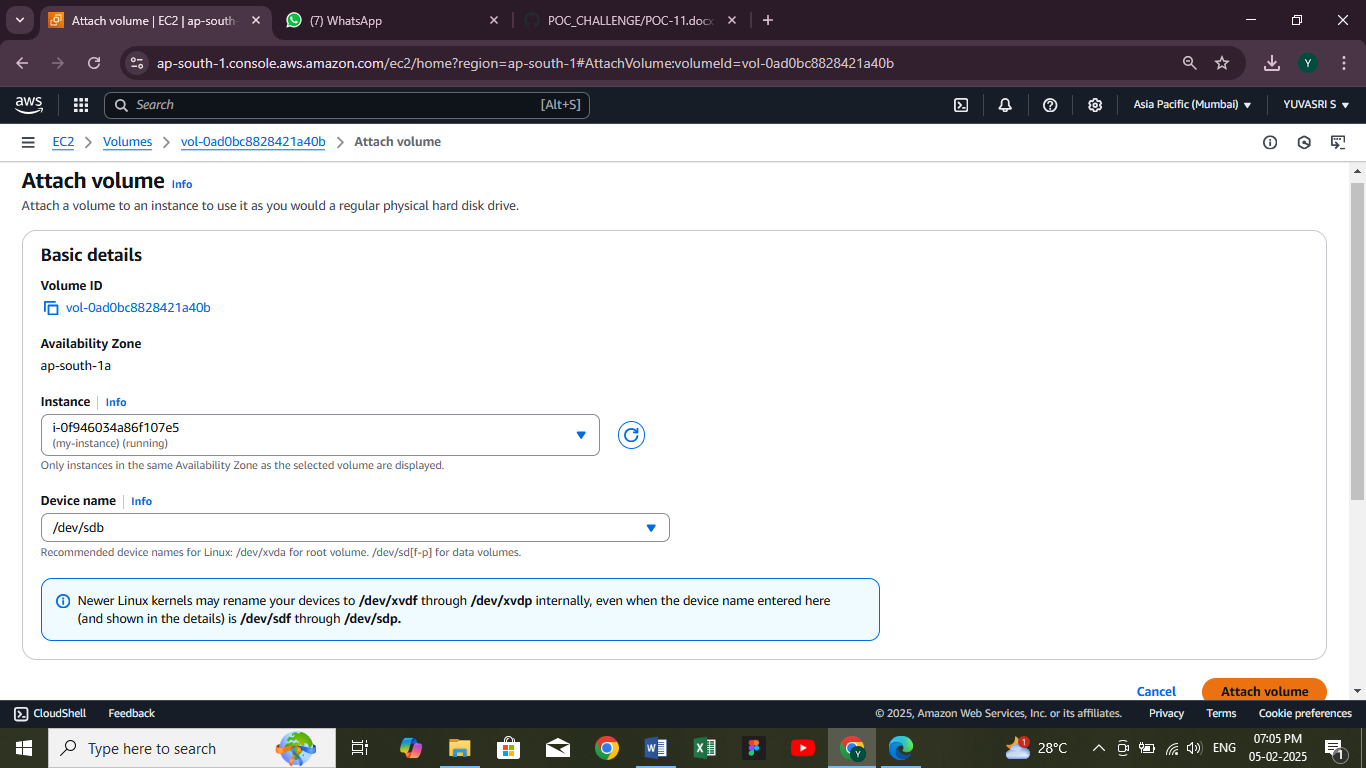 Attach volume | EC2 | ap-south-
(7) WhatsApp
POC_CHALLENGE/POC-11.docx
ap-south-1.console.aws.amazon.com/ec2/home?region=ap-south-1#AttachVolume:volumeId=vol-0ad0bc8828421a40b
Y
aws
Search
[Alt+S]
Asia Pacific (Mumbai)
YUVASRI S
EC2
Volumes
vol-0ad0bc8828421a40b
Attach volume
Attach volume Info
Attach a volume to an instance to use it as you would a regular physical hard disk drive.
Basic details
Volume ID
vol-0ad0bc8828421a40b
Availability Zone
ap-south-1a
Instance Info
i-0f946034a86f107e5
(my-instance) (running)
Only instances in the same Availability Zone as the selected volume are displayed.
Device name Info
/dev/sdb
Recommended device names for Linux: /dev/xvda for root volume. /dev/sd[f-p] for data volumes.
Newer Linux kernels may rename your devices to /dev/xvdf through /dev/xvdp internally, even when the device name entered here
(and shown in the details) is /dev/sdf through /dev/sdp.
Cancel
Attach volume
CloudShell
Feedback
© 2025, Amazon Web Services, Inc. or its affiliates.
Privacy
Terms
Cookie preferences
Type here to search
1
28°C
ENG
07:05 PM
05-02-2025
1